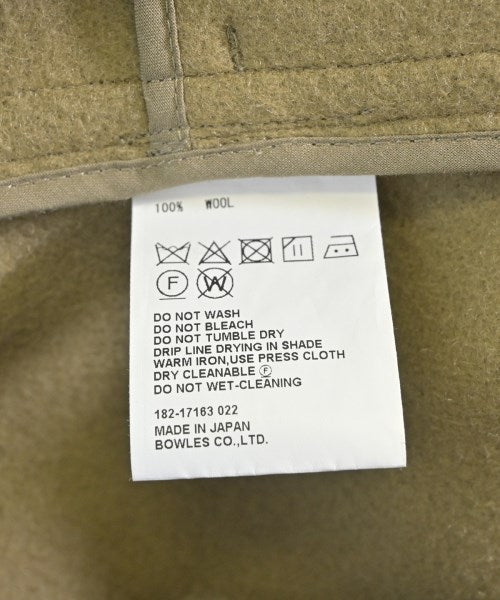 100% WOOL
F W
DO NOT WASH
DO NOT BLEACH
DO NOT TUMBLE DRY
DRIP LINE DRYING IN SHADE
WARM IRON,USE PRESS CLOTH
DRY CLEANABLE Ⓕ
DO NOT WET-CLEANING
182-17163 022
MADE IN JAPAN
BOWLES CO.,LTD.